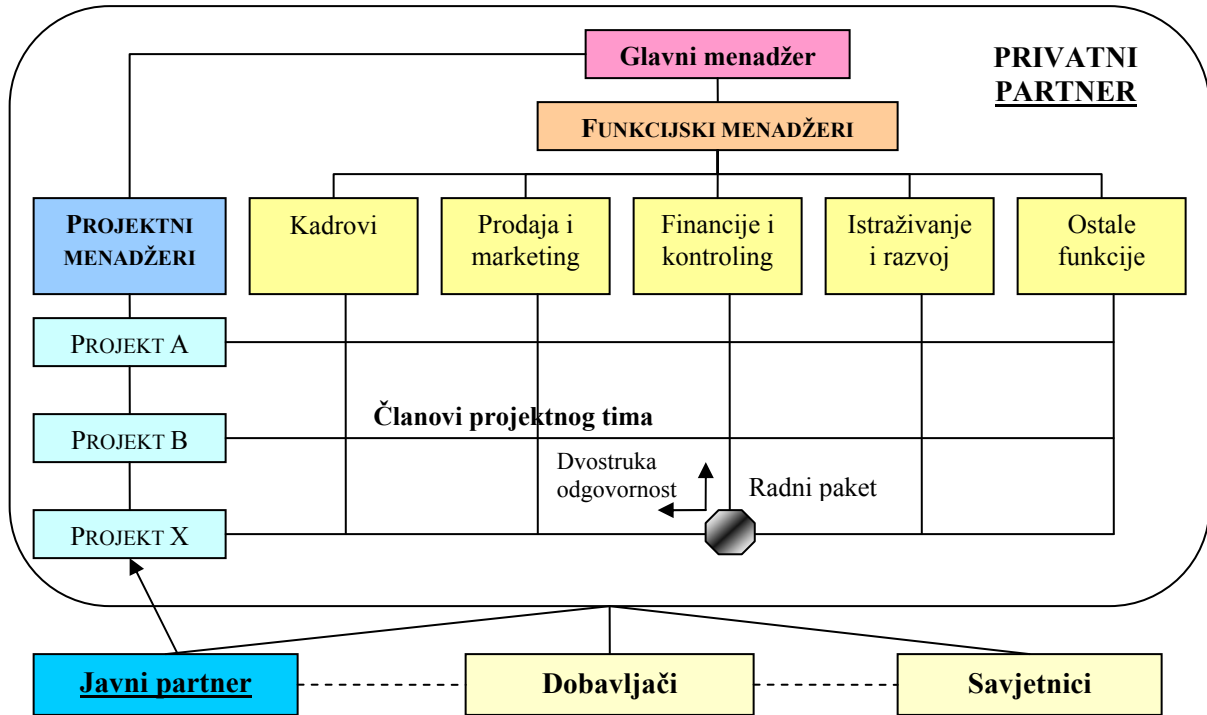 Glavni menadžer
PRIVATNI
PARTNER
FUNKCIJSKI MENADŽERI
PROJEKTNI
MENADŽERI
Kadrovi
Prodaja i
marketing
Financije i
kontroling
Istraživanje
i razvoj
Ostale
funkcije
PROJEKT A
Članovi projektnog tima
PROJEKT B
Dvostruka
odgovornost
Radni paket
PROJEKT X
Javni partner
Dobavljači
Savjetnici